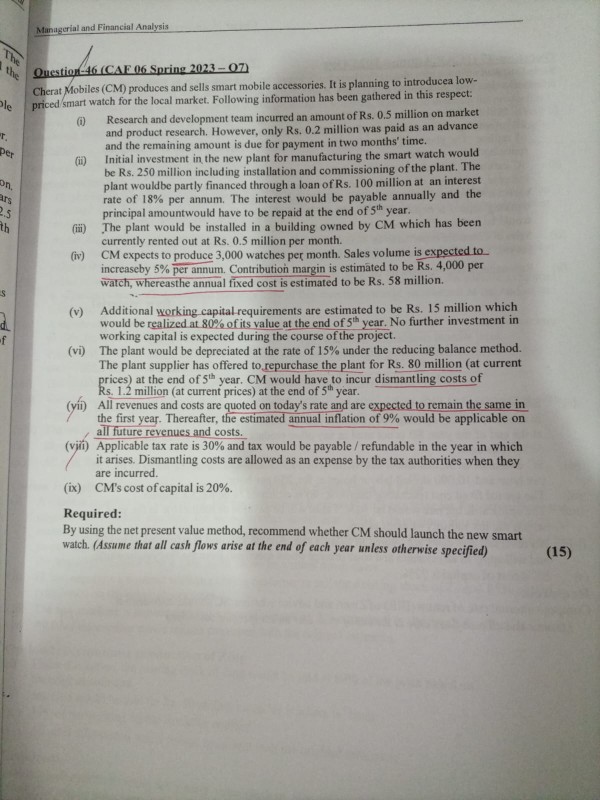 Managerial and Financial Analysis
The
the
Question-46 (CAF 06 Spring 2023 – Q7)
Cherat Mobiles (CM) produces and sells smart mobile accessories. It is planning to introducea low-
priced smart watch for the local market. Following information has been gathered in this respect:
(i) Research and development team incurred an amount of Rs. 0.5 million on market
and product research. However, only Rs. 0.2 million was paid as an advance
and the remaining amount is due for payment in two months' time.
(ii) Initial investment in the new plant for manufacturing the smart watch would
be Rs. 250 million including installation and commissioning of the plant. The
plant wouldbe partly financed through a loan of Rs. 100 million at an interest
rate of 18% per annum. The interest would be payable annually and the
principal amountwould have to be repaid at the end of 5th year.
(iii) The plant would be installed in a building owned by CM which has been
currently rented out at Rs. 0.5 million per month.
(iv) CM expects to produce 3,000 watches per month. Sales volume is expected to
increaseby 5% per annum. Contribution margin is estimated to be Rs. 4,000 per
watch, whereasthe annual fixed cost is estimated to be Rs. 58 million.
(v) Additional working capital requirements are estimated to be Rs. 15 million which
would be realized at 80% of its value at the end of 5th year. No further investment in
working capital is expected during the course of the project.
(vi) The plant would be depreciated at the rate of 15% under the reducing balance method.
The plant supplier has offered to repurchase the plant for Rs. 80 million (at current
prices) at the end of 5th year. CM would have to incur dismantling costs of
Rs. 1.2 million (at current prices) at the end of 5th year.
(vii) All revenues and costs are quoted on today's rate and are expected to remain the same in
the first year. Thereafter, the estimated annual inflation of 9% would be applicable on
all future revenues and costs.
(viii) Applicable tax rate is 30% and tax would be payable / refundable in the year in which
it arises. Dismantling costs are allowed as an expense by the tax authorities when they
are incurred.
(ix) CM's cost of capital is 20%.
Required:
By using the net present value method, recommend whether CM should launch the new smart
watch. (Assume that all cash flows arise at the end of each year unless otherwise specified)
(15)